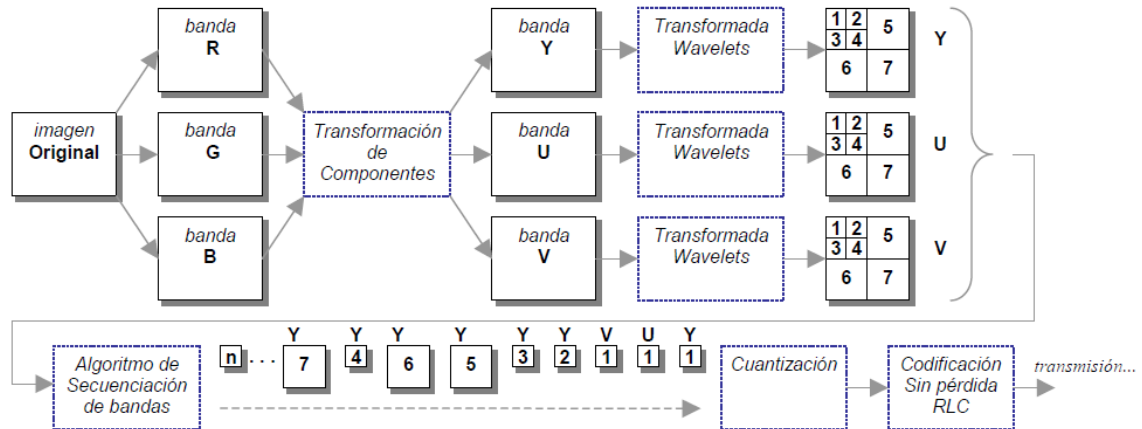 imagen
Original
banda
R
banda
G
banda
B
Transformación
de
Componentes
banda
Y
banda
U
banda
V
Transformada
Wavelets
Transformada
Wavelets
Transformada
Wavelets
1 2 5
3 4
6 7
Y
1 2 5
3 4
6 7
U
1 2 5
3 4
6 7
V
Algoritmo de
Secuenciación
de bandas
Y Y Y Y Y Y V U Y
n ... 7 4 6 5 3 2 1 1 1
Cuantización
Codificación
Sin pérdida
RLC
transmisión...